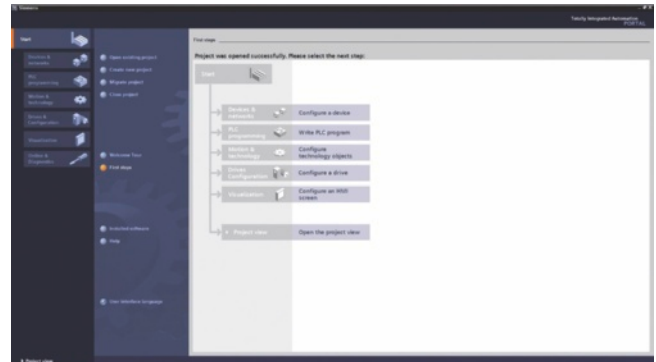 Siemens
Totally Integrated Automation
PORTAL
Start
Devices &
networks
PLC
programming
Motion &
technology
Drives &
Configuration
Visualization
Online &
Diagnostics
Open existing project
Create new project
Migrate project
Close project
Welcome Tour
First steps
Installed software
Help
User interface language
First steps
Project was opened successfully. Please select the next step:
Start
Devices &
networks
Configure a device
PLC
programming
Write PLC program
Motion &
technology
Configure
technology objects
Drives
Configuration
Configure a drive
Visualization
Configure an HMI
screen
Project view
Open the project view
Project view